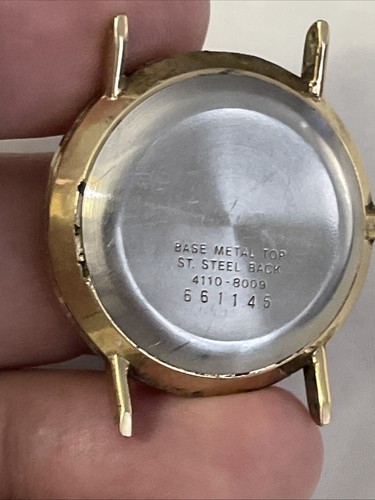 BASE METAL TOP
ST. STEEL BACK
4110-8009
661145